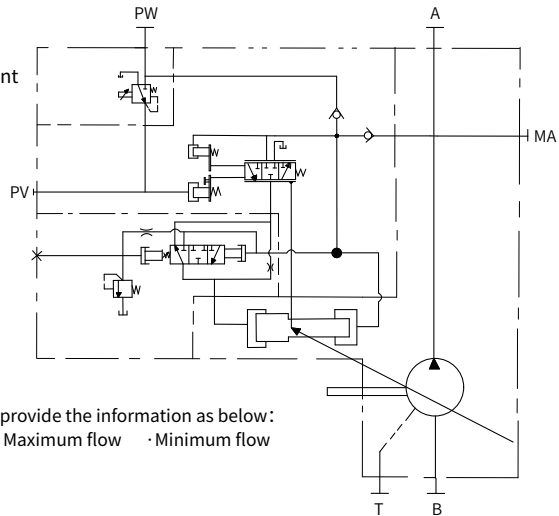 PW
A
nt
MA
PV
T
B
provide the information as below:
Maximum flow ·Minimum flow